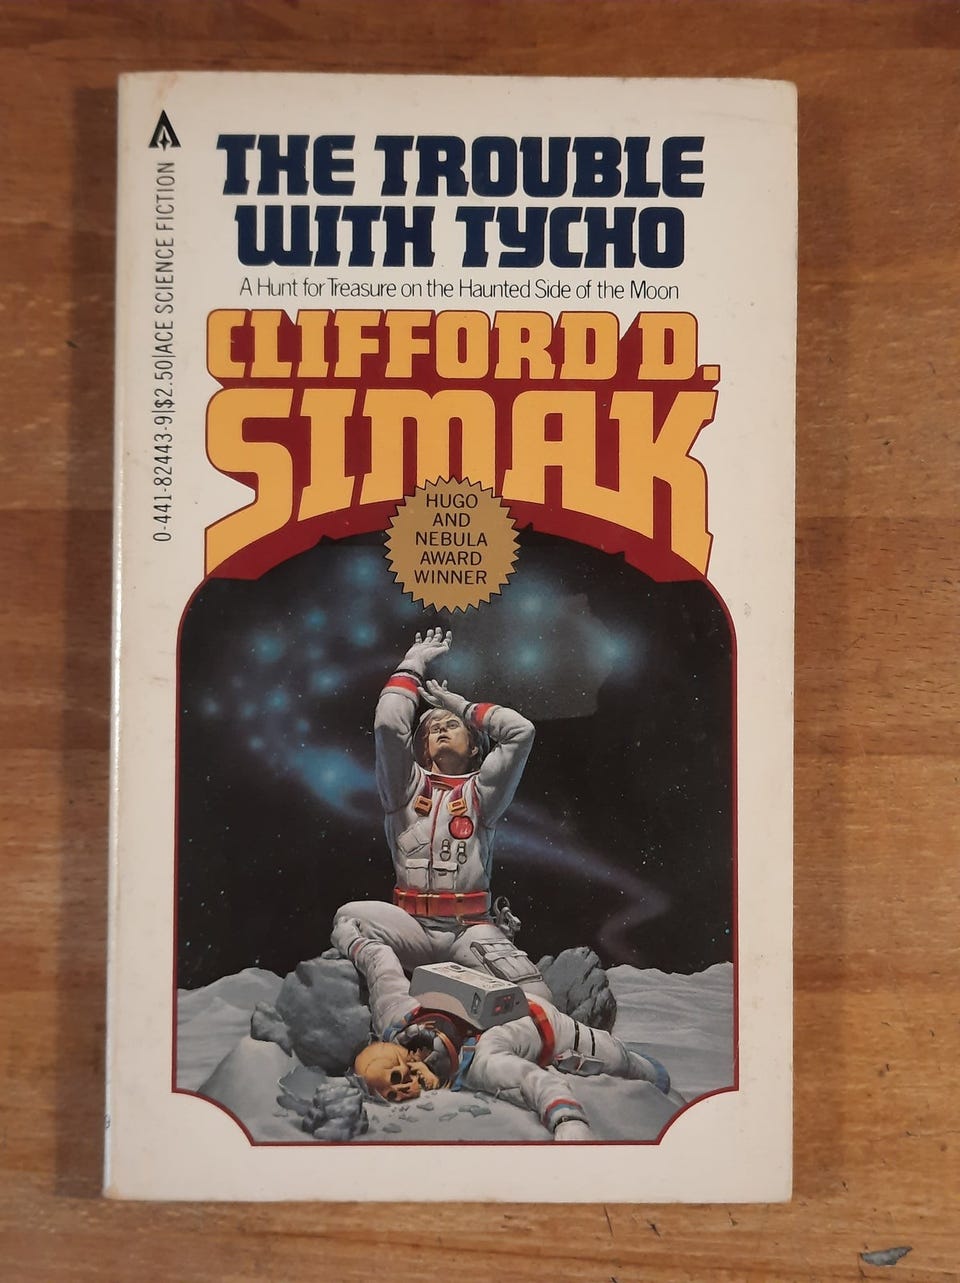 THE TROUBLE
WITH TYCHO
A Hunt for Treasure on the Haunted Side of the Moon
CLIFFORD D.
SIMAK
HUGO
AND
NEBULA
AWARD
WINNER
0-441-82443-9|$2.50|ACE SCIENCE FICTION